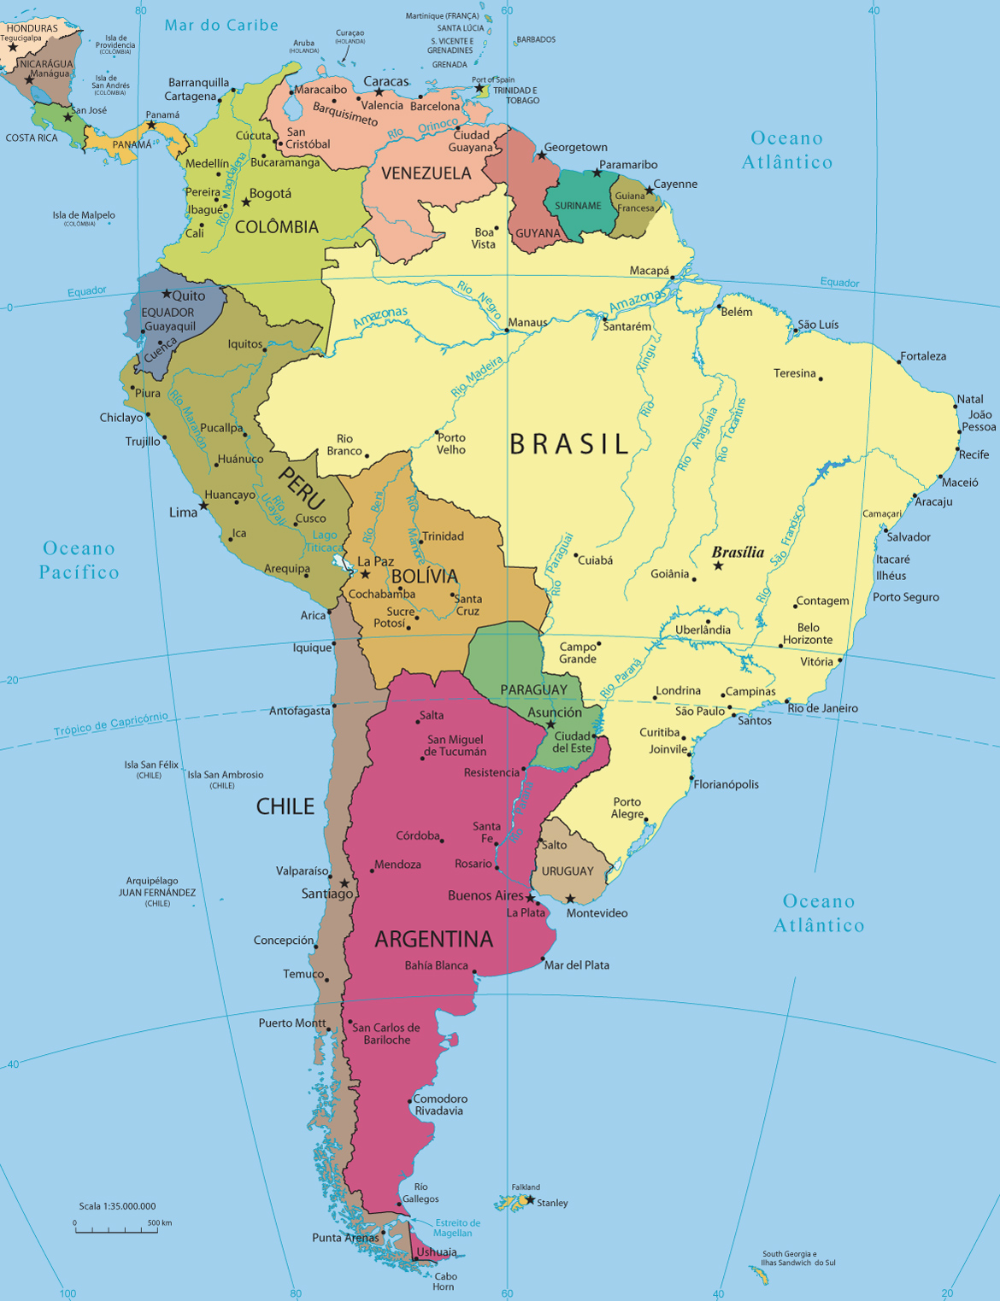 80
60
40
Mar do Caribe
Martinique (FRANÇA)
SANTA LÚCIA
S. VICENTE E
GRENADINES
GRENADA
BARBADOS
HONDURAS
Tegucigalpa
NICARÁGUA
Manágua
Isla de
Providencia
(COLÔMBIA)
Isla de
San Andrés
(COLÔMBIA)
Aruba
(HOLANDA)
Curaçao
(HOLANDA)
Port of Spain
TRINIDAD E
TOBAGO
San José
COSTA RICA
Panamá
PANAMÁ
Barranquilla
Cartagena
Maracaibo
Caracas
Barquisimeto
Valencia
Barcelona
Cúcuta
San
Cristóbal
Rio Orinoco
Ciudad
Guayana
Georgetown
Paramaribo
Cayenne
Oceano
Atlântico
Medellín
Bucaramanga
Rio Magdalena
Pereira
Ibagué
Bogotá
Cali
COLÔMBIA
VENEZUELA
GUYANA
SURINAME
Guiana
Francesa
Isla de Malpelo
(COLÔMBIA)
Boa
Vista
Macapá
Equador
Equador
0
Quito
EQUADOR
Guayaquil
Cuenca
Iquitos
Amazonas
Rio Negro
Manaus
Amazonas
Santarém
Belém
São Luís
Fortaleza
Teresina
Natal
João
Pessoa
Recife
Maceió
Aracaju
Camaçari
Salvador
Itacaré
Ilhéus
Porto Seguro
Piura
Chiclayo
Trujillo
Rio Marañón
Pucallpa
Huánuco
Huancayo
Lima
Ica
PERU
Rio
Ucayali
Cusco
Arequipa
Lago
Titicaca
Rio
Branco
Porto
Velho
Rio Madeira
BRASIL
Rio Xingu
Rio Araguaia
Rio Tocantins
Rio São Francisco
Oceano
Pacífico
Rio Beni
Rio Mamoré
Trinidad
La Paz
BOLÍVIA
Cochabamba
Santa
Cruz
Sucre
Potosí
Rio Paraguai
Cuiabá
Brasília
Goiânia
Contagem
Uberlândia
Belo
Horizonte
Vitória
Campo
Grande
Rio Paraná
Londrina
Campinas
São Paulo
Santos
Rio de Janeiro
Curitiba
Joinvile
Florianópolis
Porto
Alegre
Arica
Iquique
20
Antofagasta
Trópico de Capricórnio
PARAGUAY
Asunción
Ciudad
del Este
Salta
San Miguel
de Tucumán
Resistencia
Isla San Félix
(CHILE)
Isla San Ambrosio
(CHILE)
CHILE
Córdoba
Santa
Fe
Salto
URUGUAY
Rosario
Mendoza
Valparaíso
Santiago
Arquipélago
JUAN FERNÁNDEZ
(CHILE)
Buenos Aires
La Plata
Montevideo
Oceano
Atlântico
ARGENTINA
Concepción
Bahía Blanca
Mar del Plata
Temuco
Puerto Montt
San Carlos de
Bariloche
40
Comodoro
Rivadavia
Río
Gallegos
Falkland
Stanley
Scala 1:35.000.000
0
500 km
Estreito de
Magellan
Punta Arenas
Ushuaia
Cabo
Horn
South Georgia e
Ilhas Sandwich do Sul
100
80
60
40
20